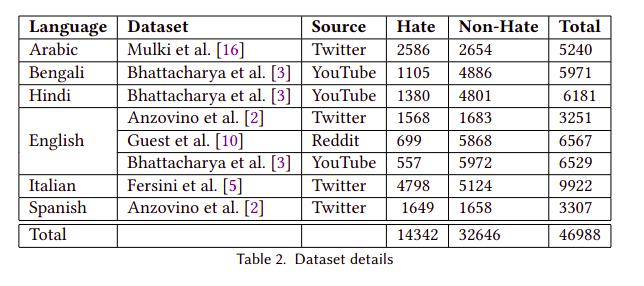 Language Dataset Source Hate Non-Hate Total
Arabic Mulki et al. [16] Twitter 2586 2654 5240
Bengali Bhattacharya et al. [3] YouTube 1105 4886 5971
Hindi Bhattacharya et al. [3] YouTube 1380 4801 6181
English Anzovino et al. [2] Twitter 1568 1683 3251
Guest et al. [10] Reddit 699 5868 6567
Bhattacharya et al. [3] YouTube 557 5972 6529
Italian Fersini et al. [5] Twitter 4798 5124 9922
Spanish Anzovino et al. [2] Twitter 1649 1658 3307
Total 14342 32646 46988
Table 2. Dataset details